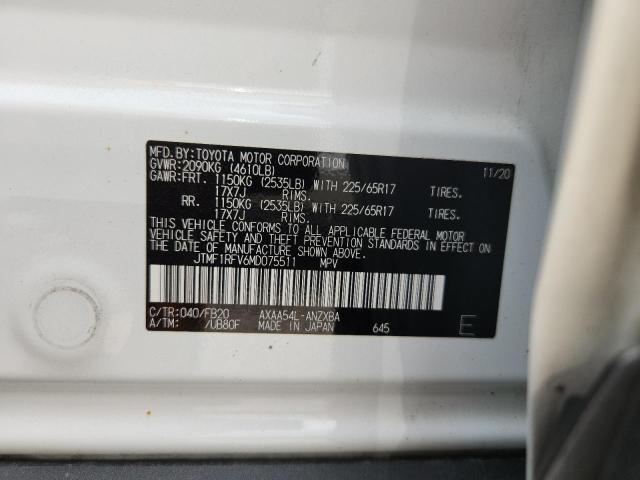 MFD. BY: TOYOTA MOTOR CORPORATION 11/20
GVWR: 2090KG (4610LB)
GAWR: FRT. 1150KG (2535LB) WITH 225/65R17 TIRES.
17X7J RIMS.
RR. 1150KG (2535LB) WITH 225/65R17 TIRES.
17X7J RIMS.
THIS VEHICLE CONFORMS TO ALL APPLICABLE FEDERAL MOTOR
VEHICLE SAFETY AND THEFT PREVENTION STANDARDS IN EFFECT ON
THE DATE OF MANUFACTURE SHOWN ABOVE.
JTMF1RFV6MD075511 MPV
C/TR: 040/FB20 AXAA54L-ANZXBA
A/TM: /UB80F MADE IN JAPAN 645 E